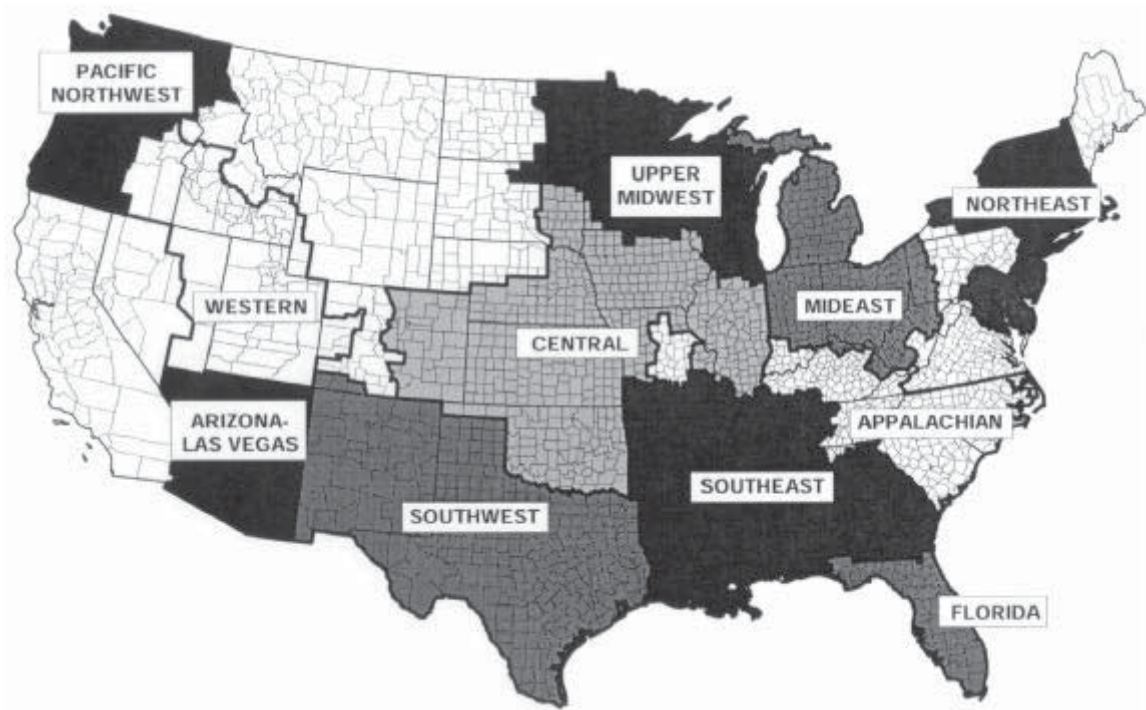 PACIFIC
NORTHWEST
UPPER
MIDWEST
NORTHEAST
WESTERN
MIDEAST
CENTRAL
ARIZONA-
LAS VEGAS
APPALACHIAN
SOUTHEAST
SOUTHWEST
FLORIDA